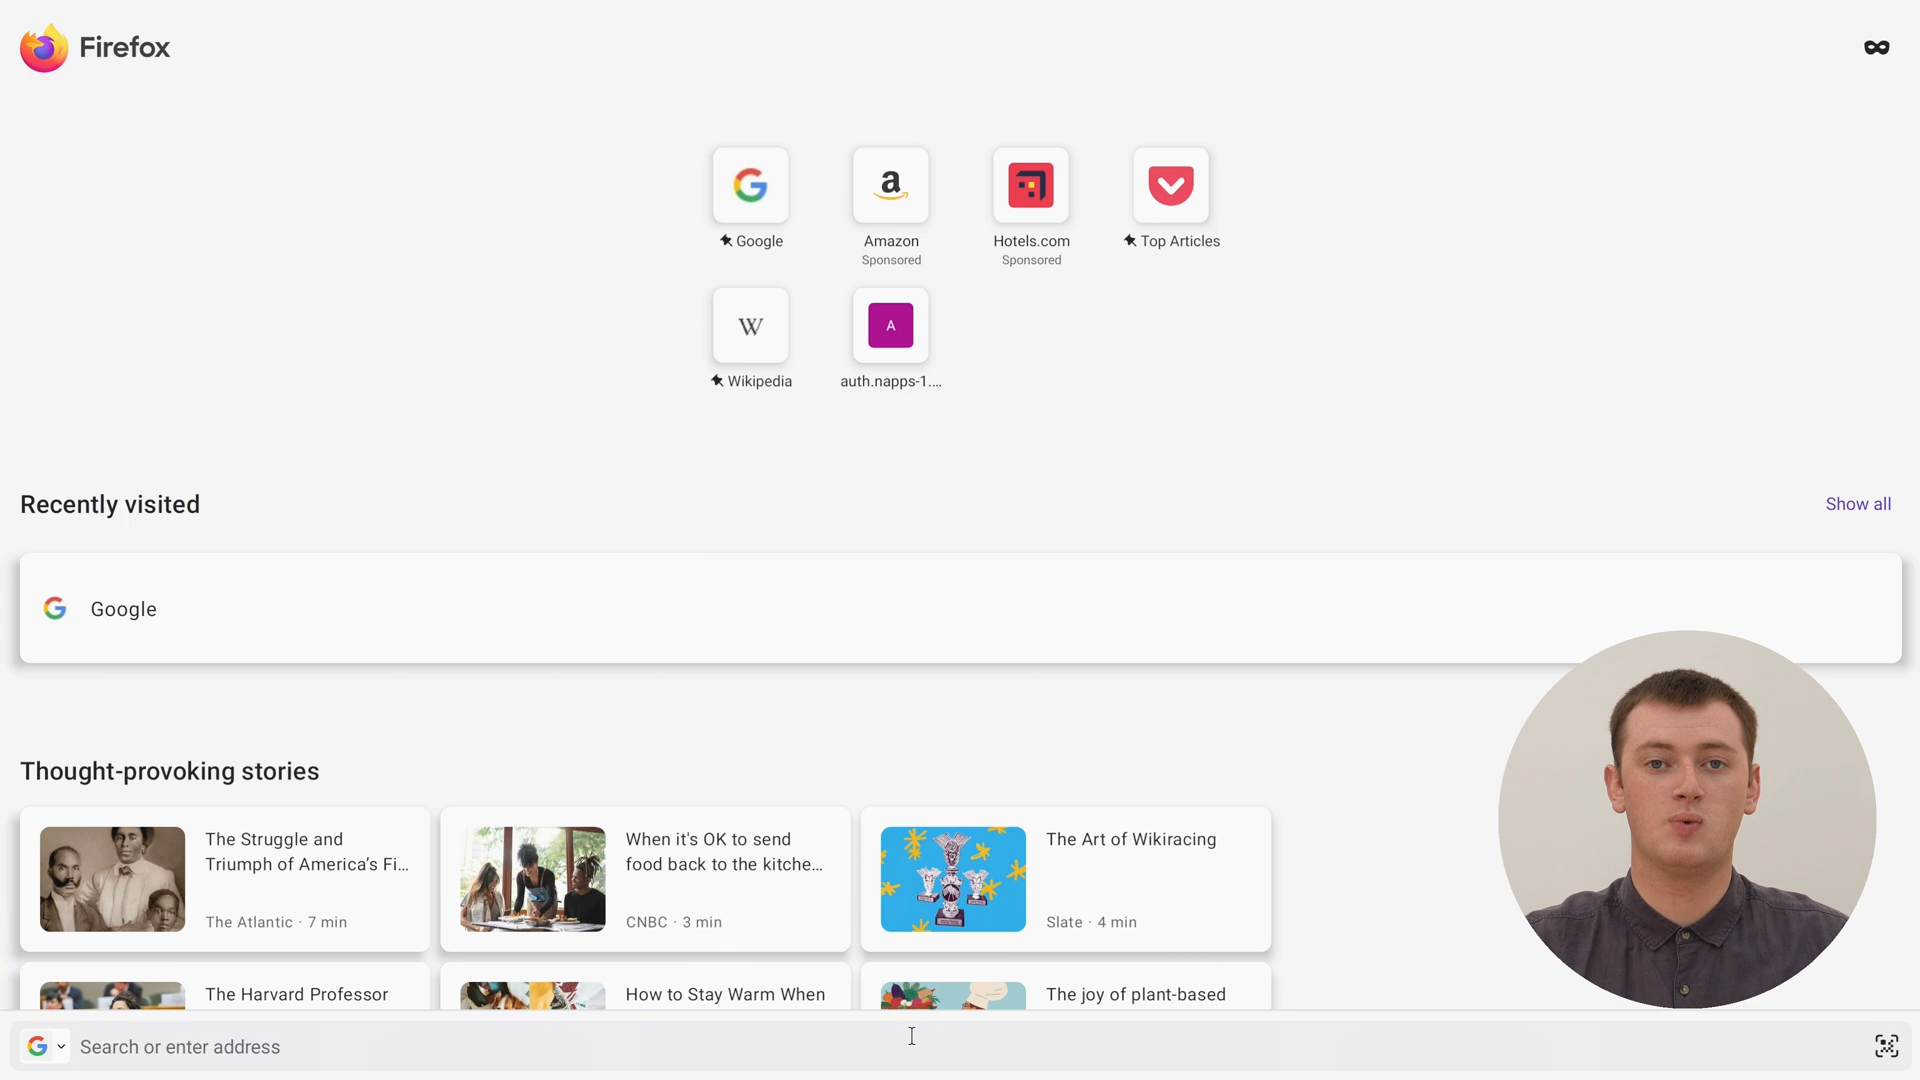 Firefox
Google
Amazon
Sponsored
Hotels.com
Sponsored
Top Articles
W
A
Wikipedia
auth.napps-1....
Recently visited
Show all
Google
Thought-provoking stories
The Struggle and
Triumph of America’s Fi...
The Atlantic · 7 min
When it's OK to send
food back to the kitche...
CNBC · 3 min
The Art of Wikiracing
Slate · 4 min
The Harvard Professor
How to Stay Warm When
The joy of plant-based
Search or enter address